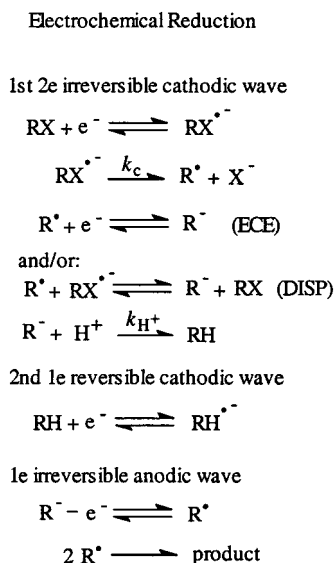 Electrochemical Reduction
1st 2e irreversible cathodic wave
RX + e⁻ ⇌ RX•⁻
RX•⁻ —k_c→ R• + X⁻
R• + e⁻ ⇌ R⁻ (ECE)
and/or:
R• + RX•⁻ ⇌ R⁻ + RX (DISP)
R⁻ + H⁺ —k_H⁺→ RH
2nd 1e reversible cathodic wave
RH + e⁻ ⇌ RH•⁻
1e irreversible anodic wave
R⁻ − e⁻ ⇌ R•
2 R• ⟶ product